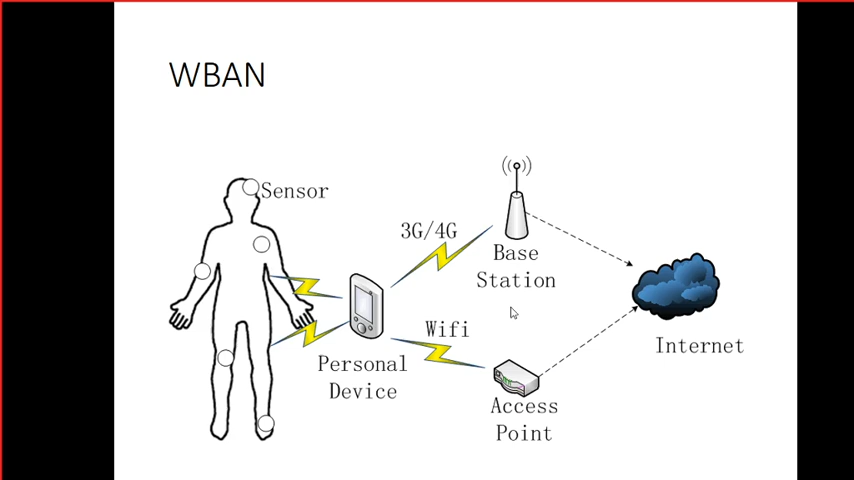 WBAN
Sensor
3G/4G
Base
Station
Wifi
Personal
Device
Internet
Access
Point